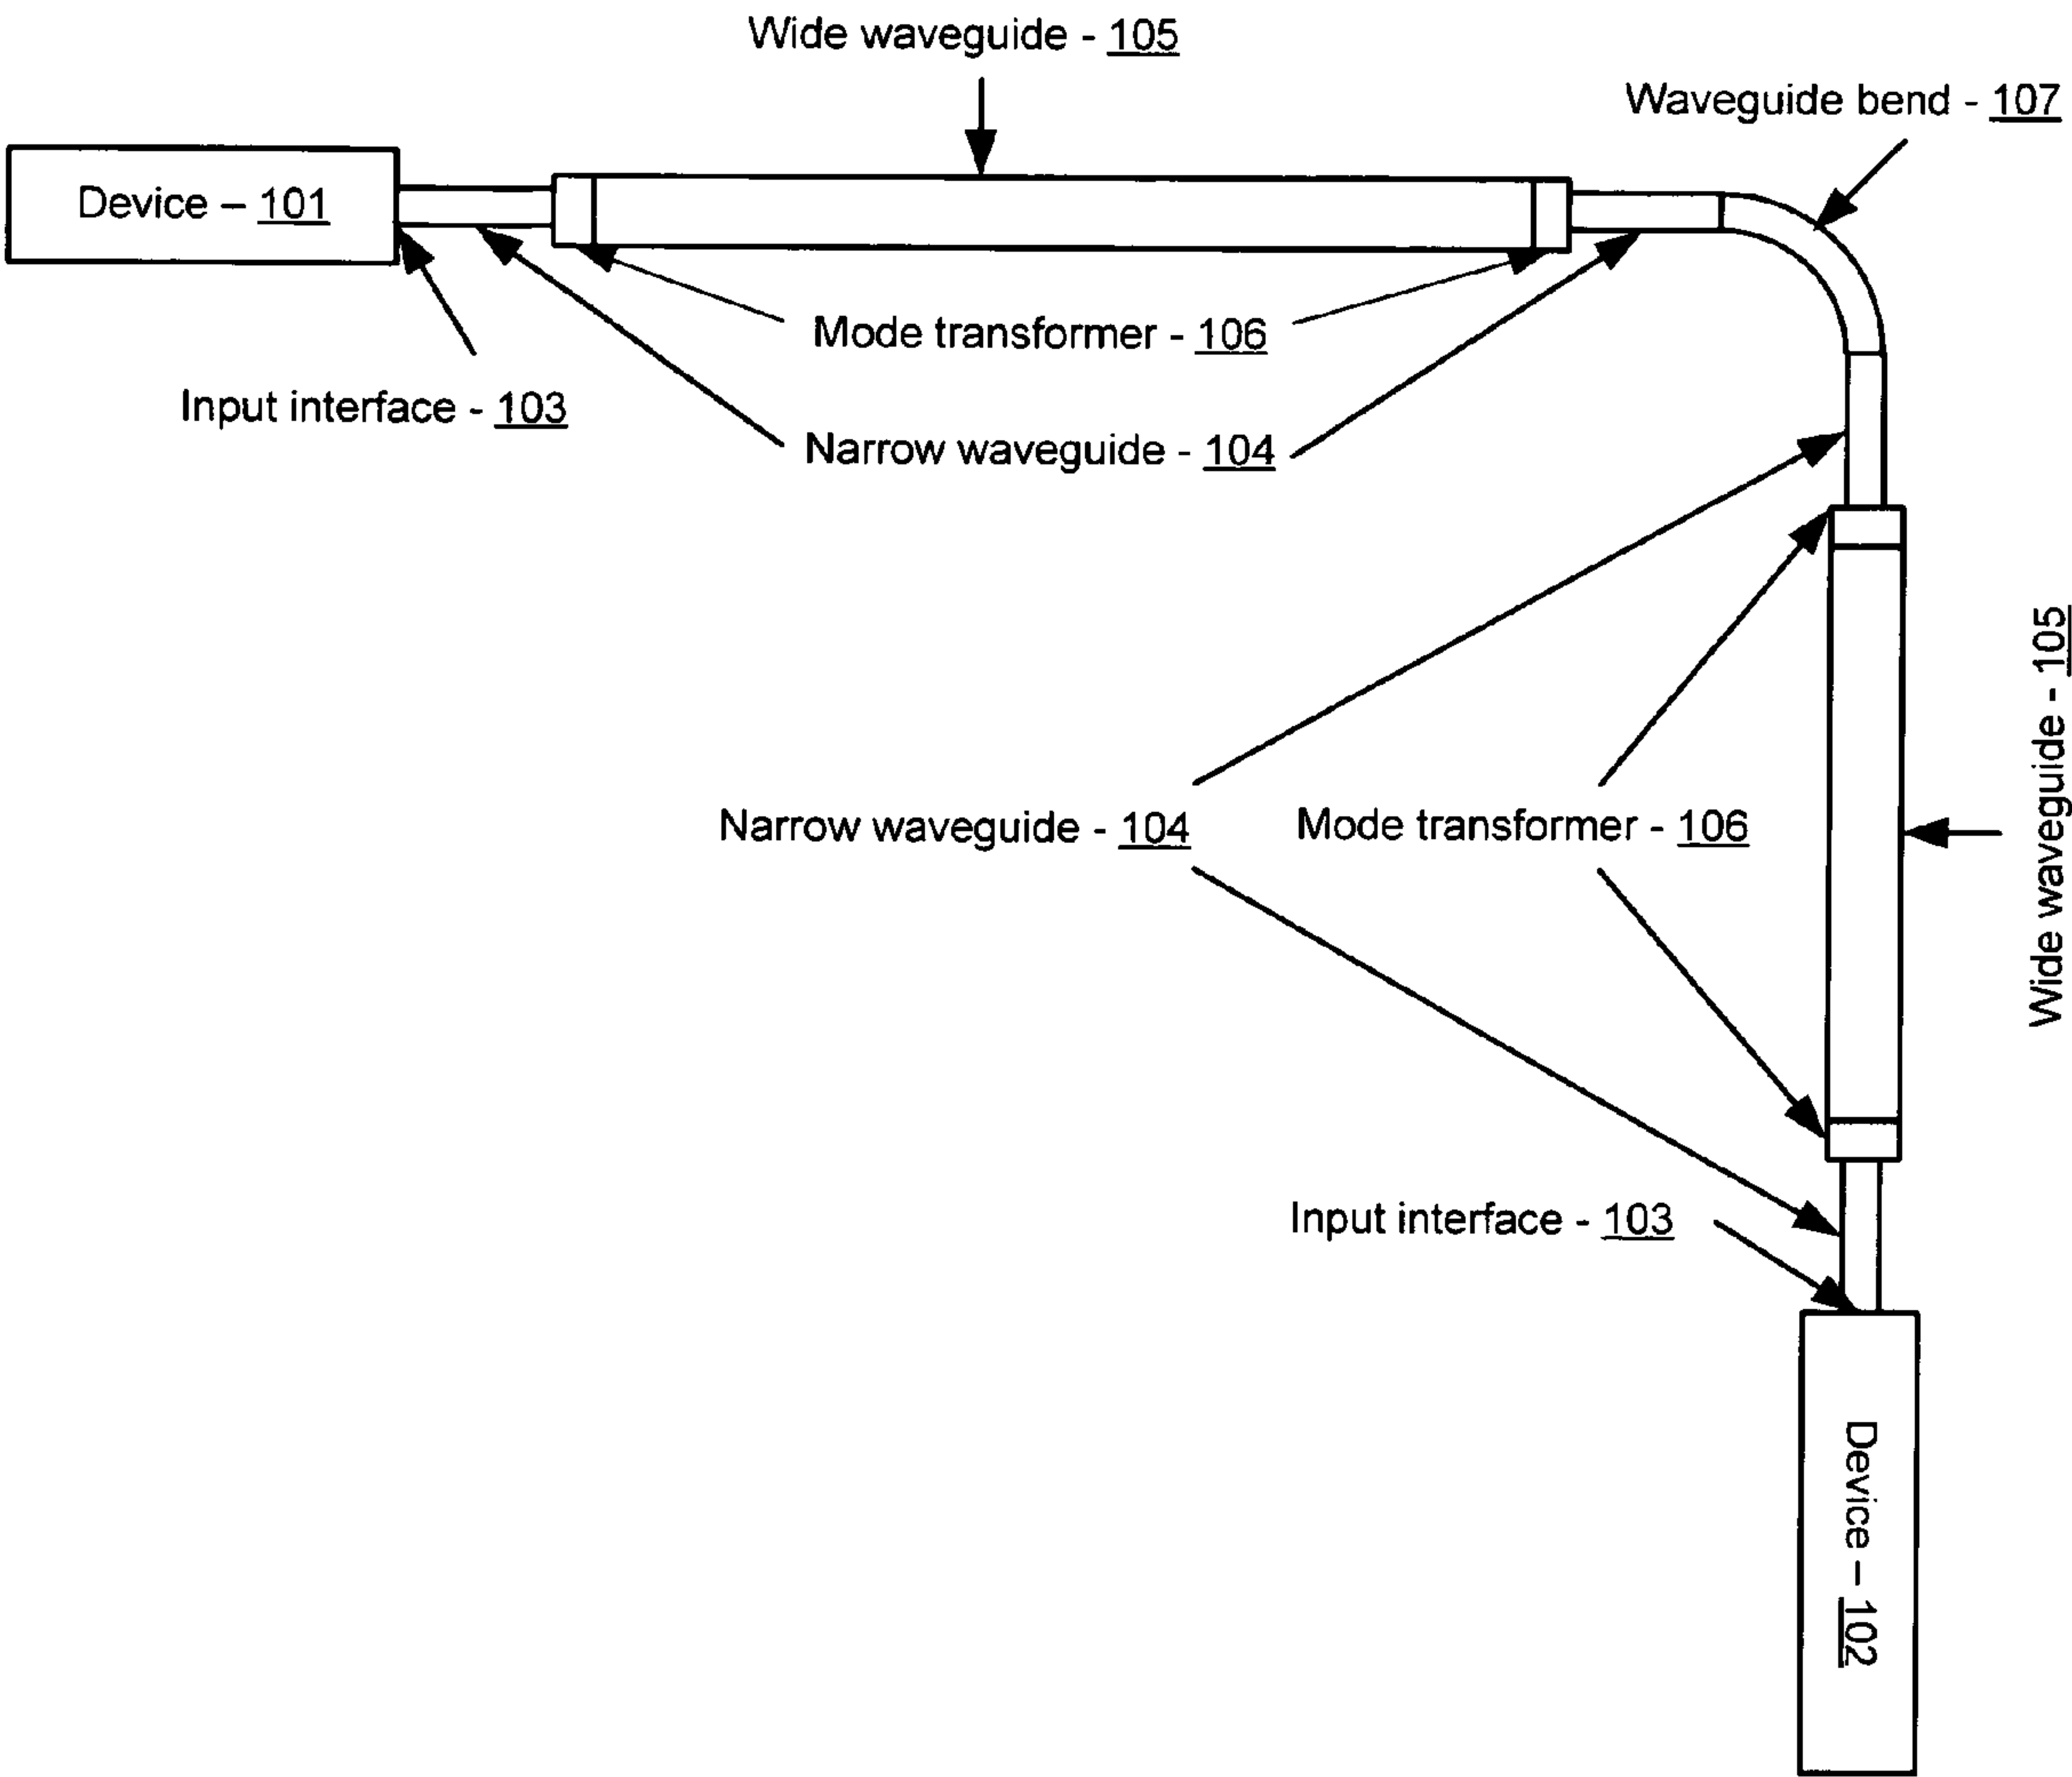 Wide waveguide - 105
Waveguide bend - 107
Device – 101
Mode transformer - 106
Input interface - 103
Narrow waveguide - 104
Wide waveguide - 105
Narrow waveguide - 104
Mode transformer - 106
Input interface - 103
Device – 102